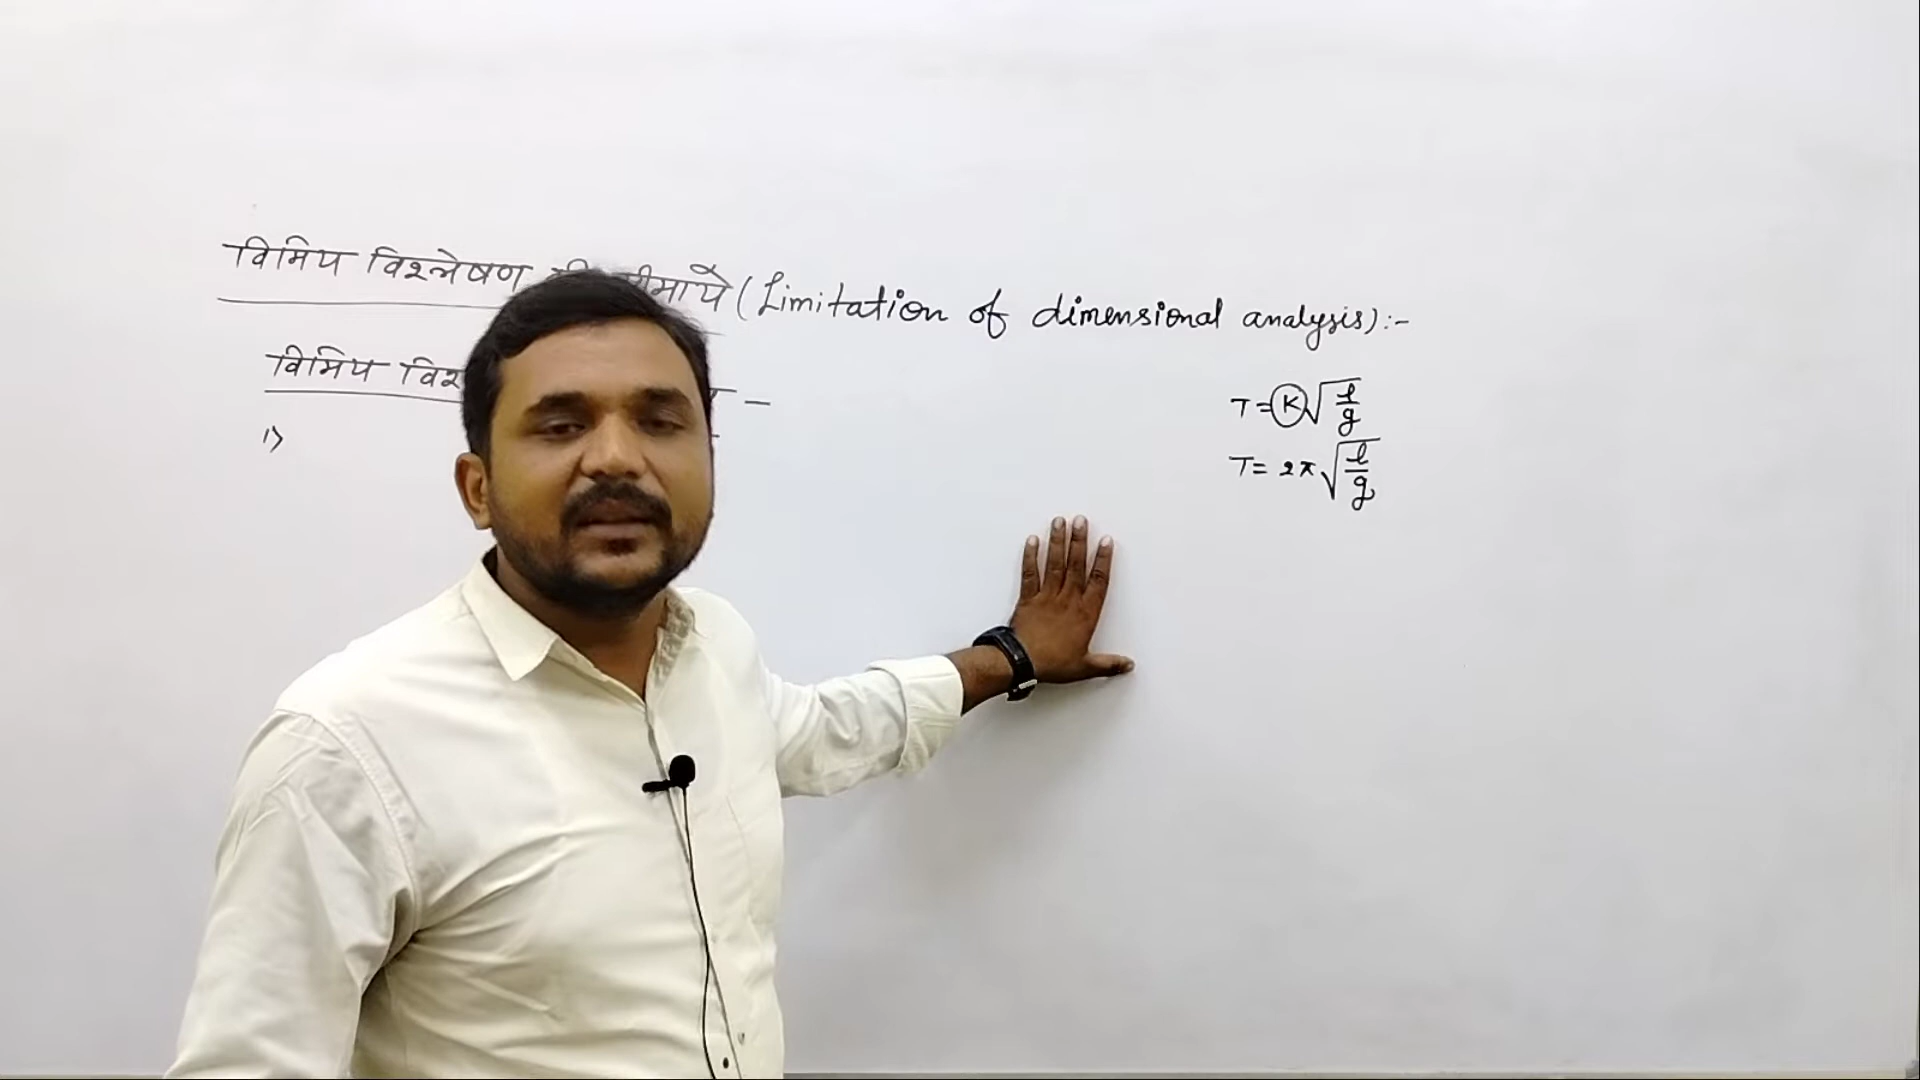 विमिय विश्लेषण सीमाये (Limitation of dimensional analysis):-
विमिय
1)
T = K√l/g
T = 2π√l/g